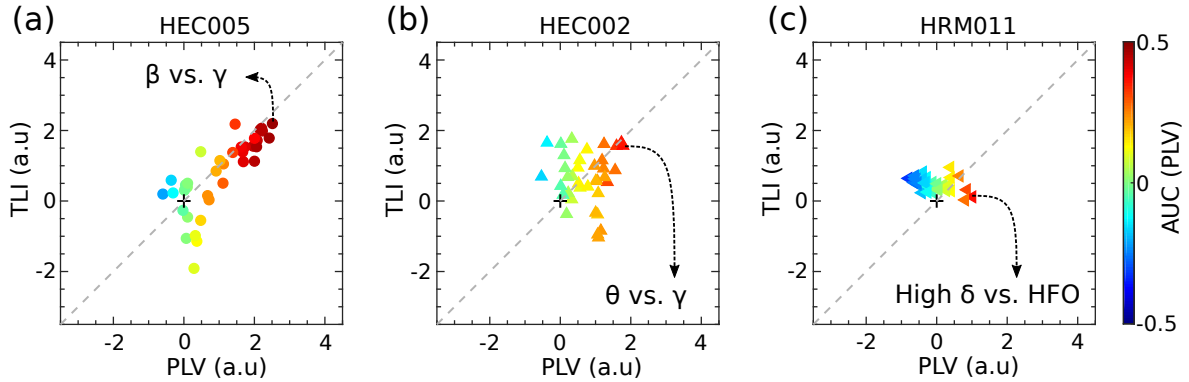 (a)
HEC005
β vs. γ
TLI (a.u)
4
2
0
-2
-2 0 2 4
PLV (a.u)
(b)
HEC002
θ vs. γ
TLI (a.u)
4
2
0
-2
-2 0 2 4
PLV (a.u)
(c)
HRM011
High δ vs. HFO
TLI (a.u)
4
2
0
-2
-2 0 2 4
PLV (a.u)
0.5
0
-0.5
AUC (PLV)